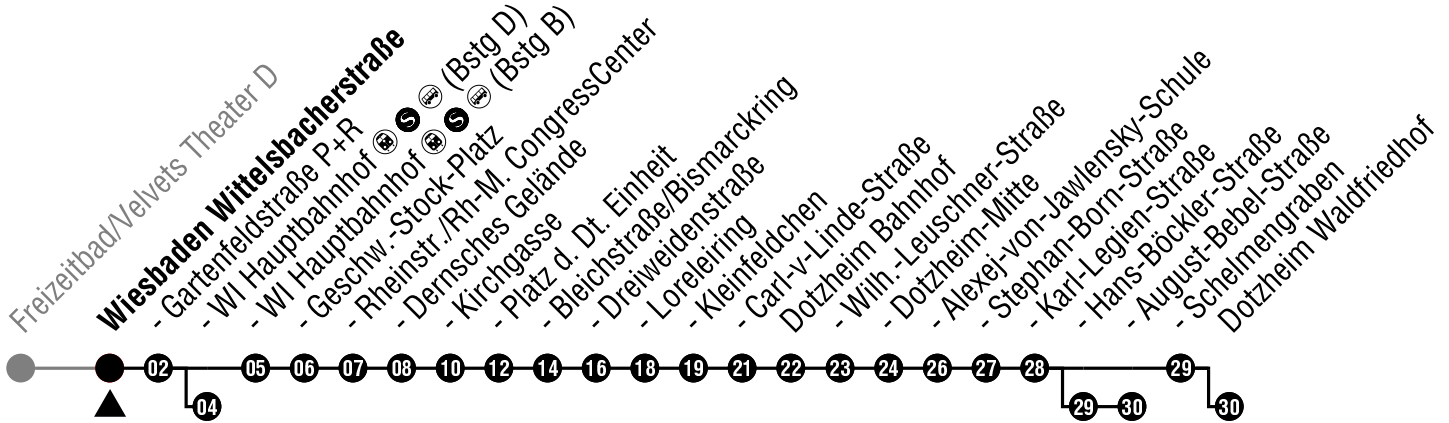 Freizeitbad/Velvets Theater D
Wiesbaden Wittelsbacherstraße
- Gartenfeldstraße P+R
- WI Hauptbahnhof S (Bstg D)
- WI Hauptbahnhof S (Bstg B)
- Geschw.-Stock-Platz
- Rheinstr./Rh-M. CongressCenter
- Dernsches Gelände
- Kirchgasse
- Platz d. Dt. Einheit
- Bleichstraße/Bismarckring
- Dreiweidenstraße
- Loreleiring
- Kleinfeldchen
- Carl-v-Linde-Straße
Dotzheim Bahnhof
- Wilh.-Leuschner-Straße
- Dotzheim-Mitte
- Alexej-von-Jawlensky-Schule
- Stephan-Born-Straße
- Karl-Legien-Straße
- Hans-Böckler-Straße
- August-Bebel-Straße
- Schelmengraben
Dotzheim Waldfriedhof
02 05 06 07 08 10 12 14 16 18 19 21 22 23 24 26 27 28 29
04 29 30 30